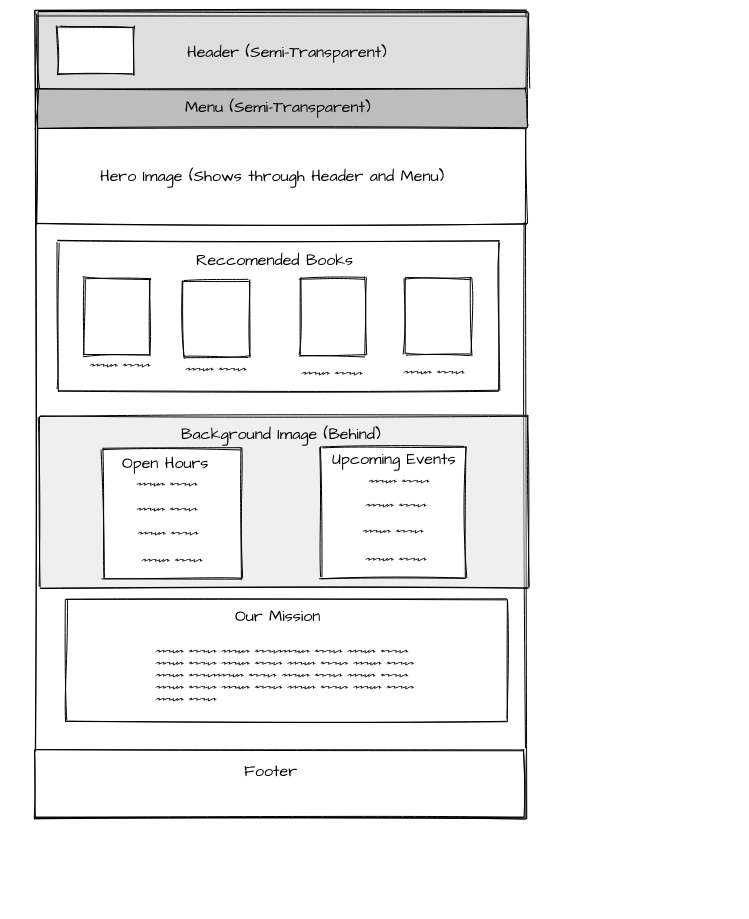 Header (Semi-Transparent)
Menu (Semi-Transparent)
Hero Image (Shows through Header and Menu)
Reccomended Books
Background Image (Behind)
Open Hours
Upcoming Events
Our Mission
Footer